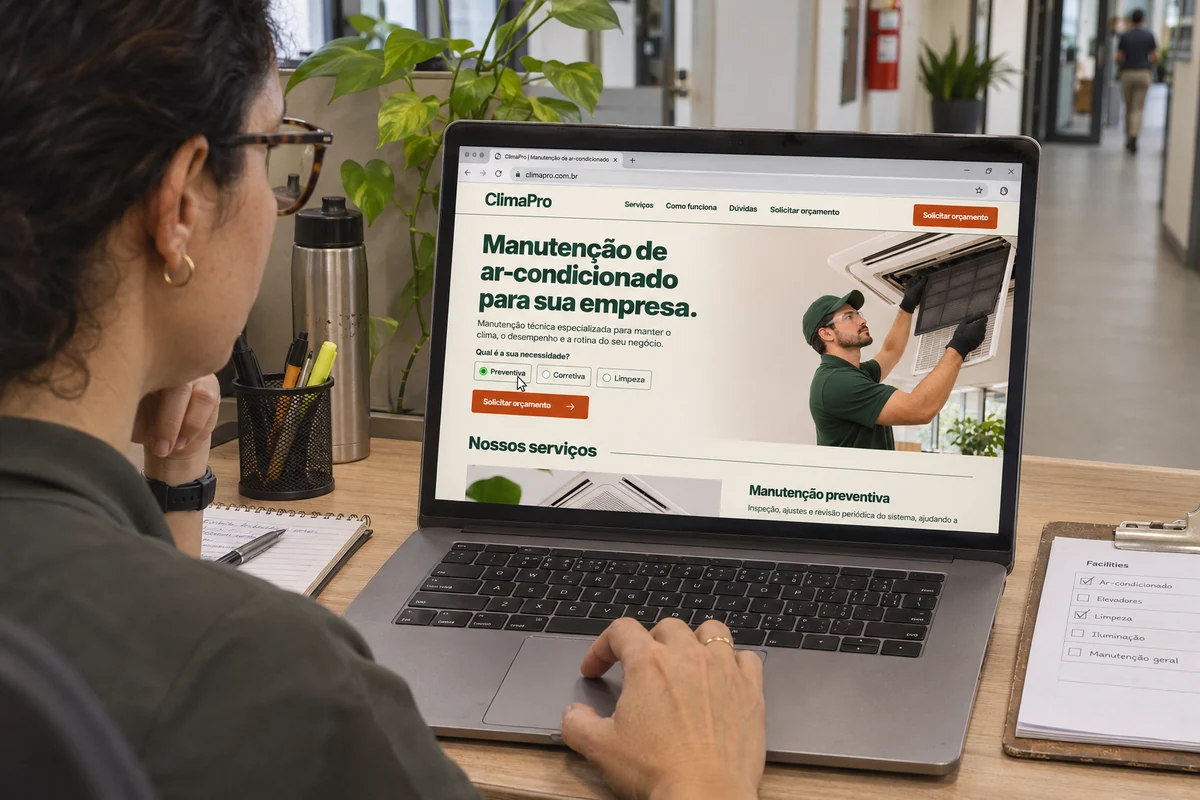 ClimaPro | Manutenção de ar-condicionado
climapro.com.br
ClimaPro
Serviços
Como funciona
Dúvidas
Solicitar orçamento
Solicitar orçamento
Manutenção de
ar-condicionado
para sua empresa.
Manutenção técnica especializada para manter o
clima, o desempenho e a rotina do seu negócio.
Qual é a sua necessidade?
Preventiva
Corretiva
Limpeza
Solicitar orçamento
Nossos serviços
Manutenção preventiva
Inspeção, ajustes e revisão periódica do sistema, ajudando a
Facilities
Ar-condicionado
Elevadores
Limpeza
Iluminação
Manutenção geral